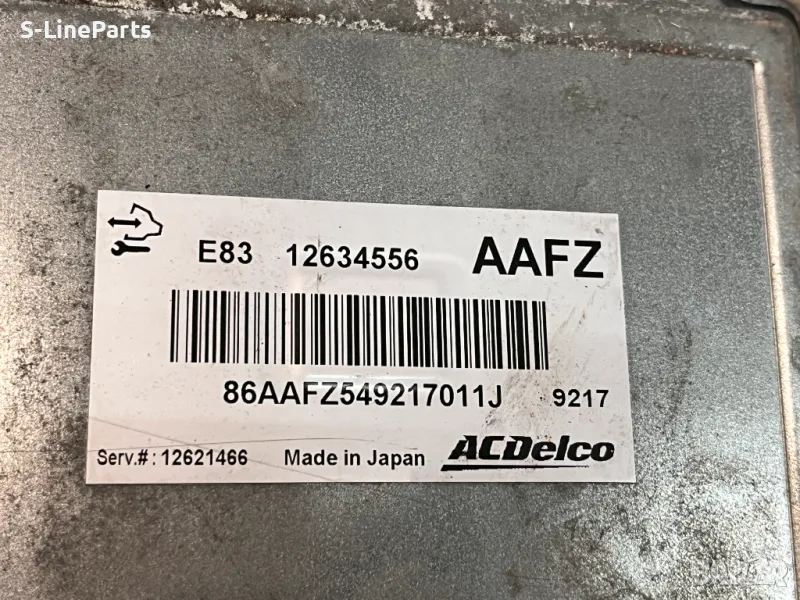 S-LineParts
E83 12634556 AAFZ
86AAFZ549217011J 9217
Serv.#: 12621466 Made in Japan ACDelco